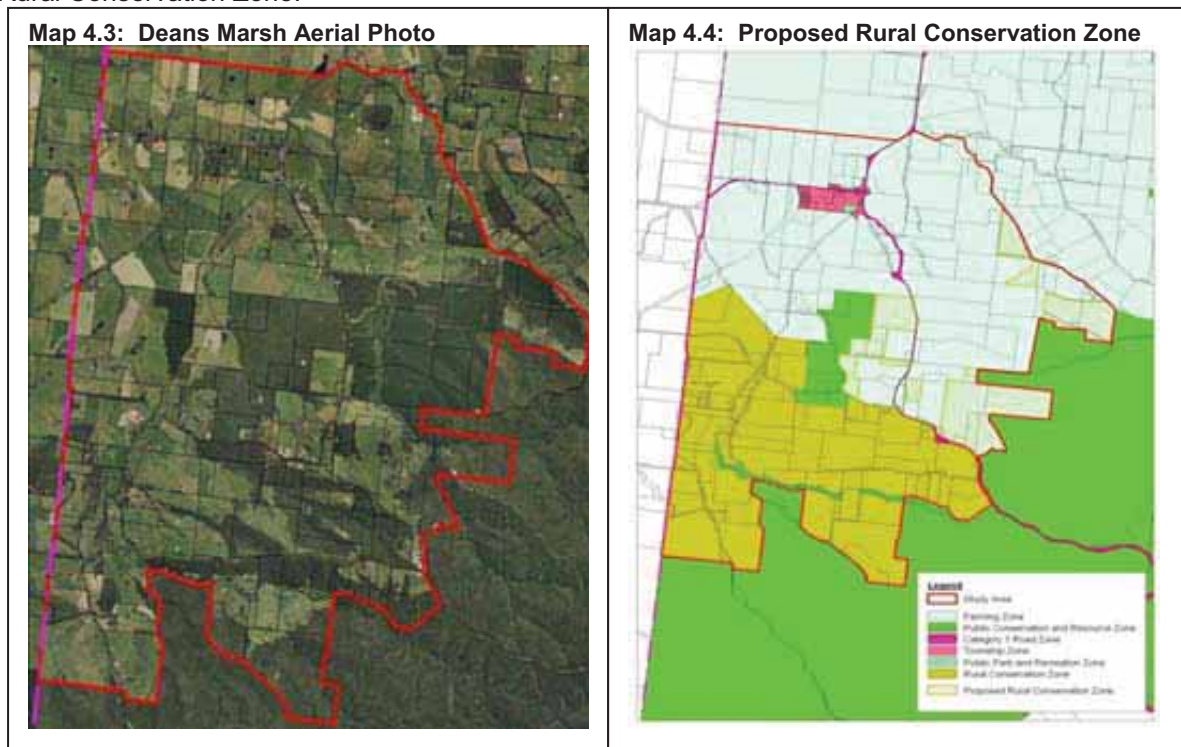 Rural Conservation Zone.
Map 4.3: Deans Marsh Aerial Photo
Map 4.4: Proposed Rural Conservation Zone
Legend
Study Area
Farming Zone
Public Conservation and Resource Zone
Category 1 Road Zone
Township Zone
Public Park and Recreation Zone
Rural Conservation Zone
Proposed Rural Conservation Zone